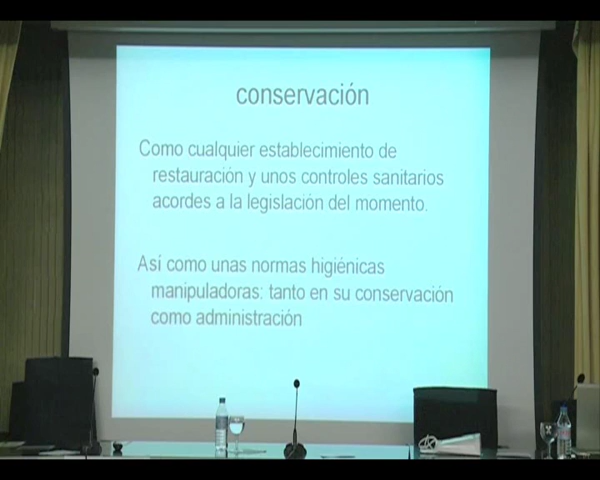 conservación
Como cualquier establecimiento de
restauración y unos controles sanitarios
acordes a la legislación del momento.
Así como unas normas higiénicas
manipuladoras: tanto en su conservación
como administración